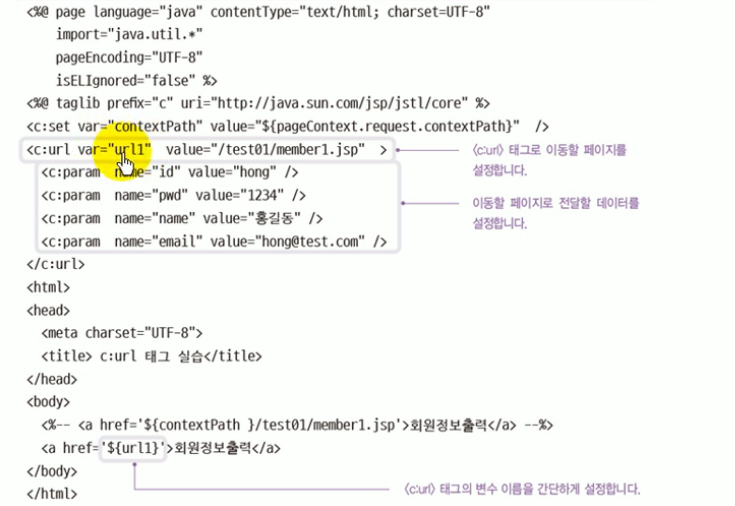 <%@ page language="java" contentType="text/html; charset=UTF-8"
import="java.util.*"
pageEncoding="UTF-8"
isELIgnored="false" %>
<%@ taglib prefix="c" uri="http://java.sun.com/jsp/jstl/core" %>
<c:set var="contextPath" value="${pageContext.request.contextPath}" />
<c:url var="url1" value="/test01/member1.jsp" >
<c:url> 태그로 이동할 페이지를
설정합니다.
<c:param name="id" value="hong" />
<c:param name="pwd" value="1234" />
<c:param name="name" value="홍길동" />
<c:param name="email" value="hong@test.com" />
이동할 페이지로 전달할 데이터를
설정합니다.
</c:url>
<html>
<head>
<meta charset="UTF-8">
<title> c:url 태그 실습</title>
</head>
<body>
<%-- <a href='${contextPath }/test01/member1.jsp'>회원정보출력</a> --%>
<a href='${url1}'>회원정보출력</a>
</body>
</html>
<c:url> 태그의 변수 이름을 간단하게 설정합니다.